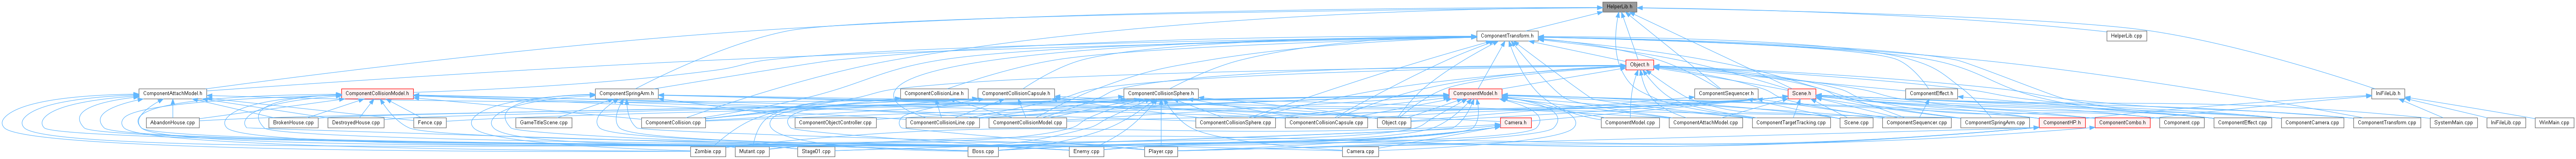 HelperLib.h
ComponentTransform.h
HelperLib.cpp
Object.h
ComponentAttachModel.h
ComponentCollisionModel.h
ComponentSpringArm.h
ComponentCollisionLine.h
ComponentCollisionCapsule.h
ComponentCollisionSphere.h
ComponentModel.h
ComponentSequencer.h
Scene.h
ComponentEffect.h
IniFileLib.h
AbandonHouse.cpp
BrokenHouse.cpp
DestroyedHouse.cpp
Fence.cpp
GameTitleScene.cpp
ComponentCollision.cpp
ComponentObjectController.cpp
ComponentCollisionLine.cpp
ComponentCollisionModel.cpp
ComponentCollisionSphere.cpp
ComponentCollisionCapsule.cpp
Object.cpp
Camera.h
ComponentModel.cpp
ComponentAttachModel.cpp
ComponentTargetTracking.cpp
Scene.cpp
ComponentSequencer.cpp
ComponentSpringArm.cpp
ComponentHP.h
ComponentCombo.h
Component.cpp
ComponentEffect.cpp
ComponentCamera.cpp
ComponentTransform.cpp
SystemMain.cpp
IniFileLib.cpp
WinMain.cpp
Zombie.cpp
Mutant.cpp
Stage01.cpp
Boss.cpp
Enemy.cpp
Player.cpp
Camera.cpp